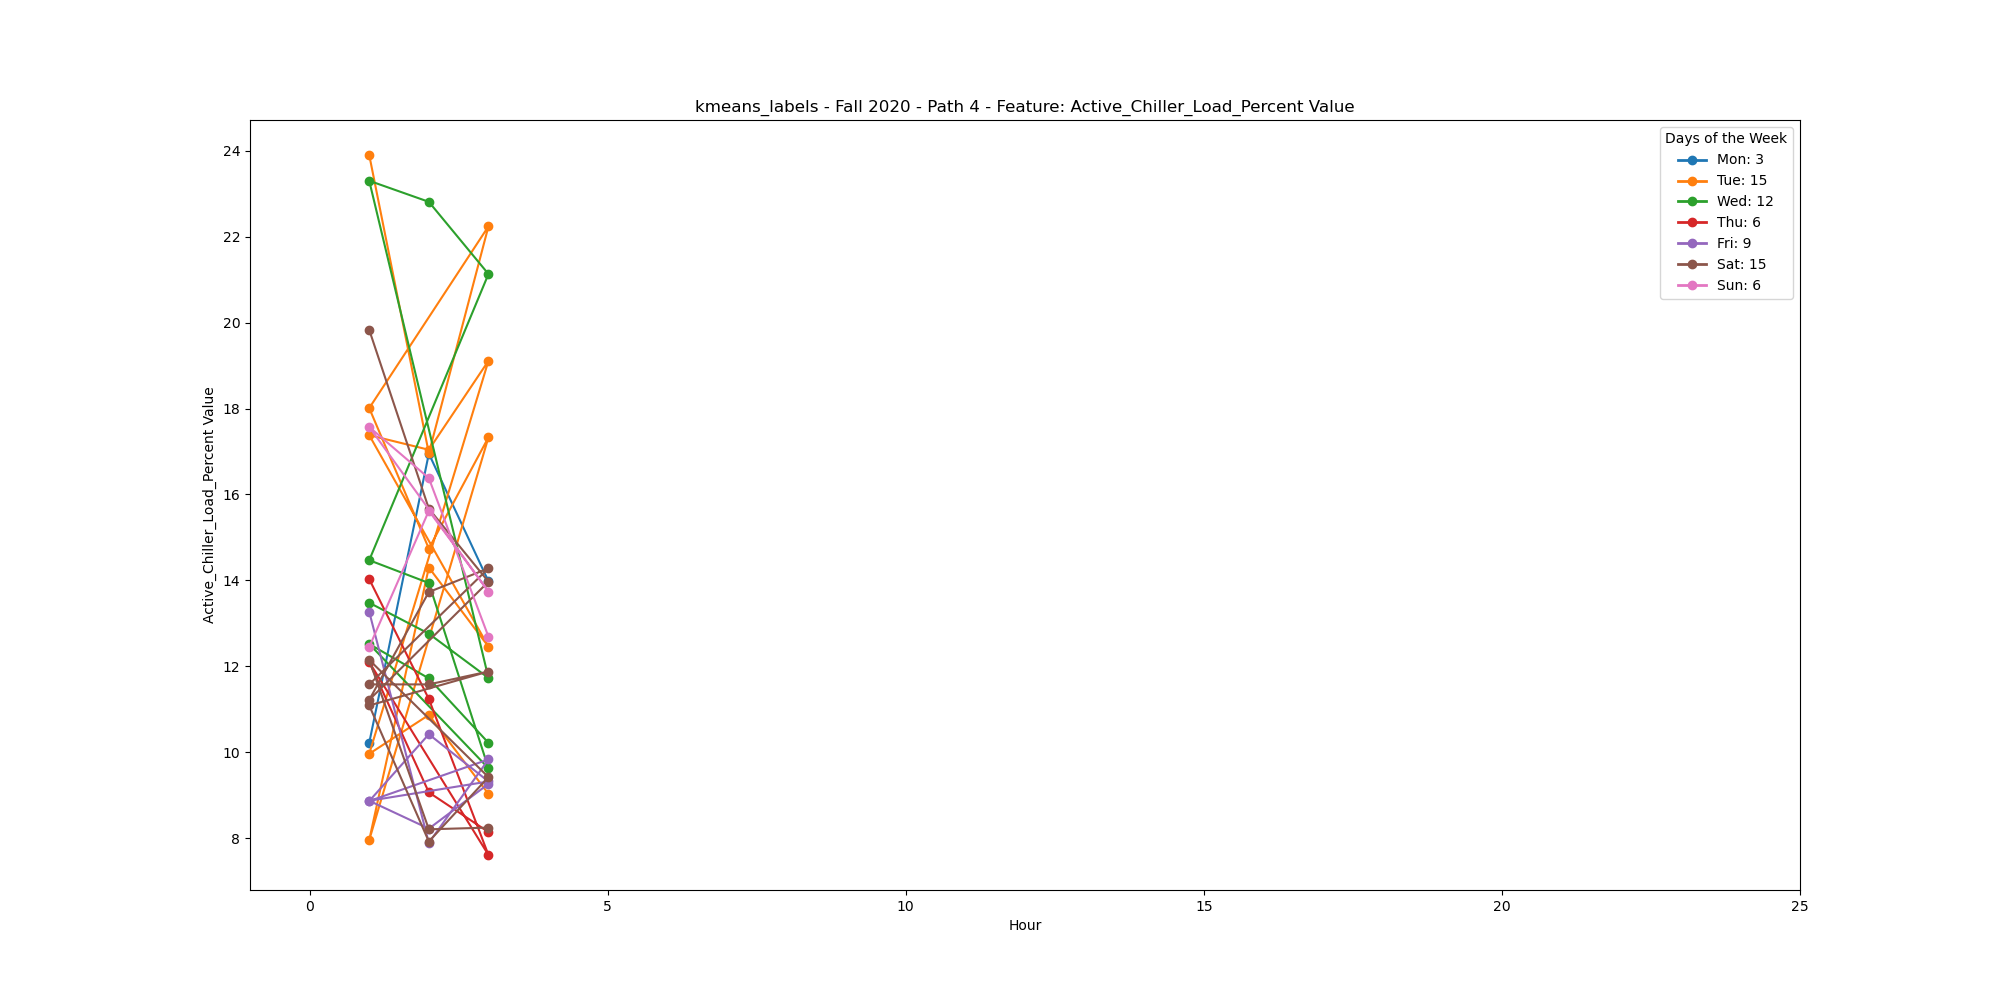 kmeans_labels - Fall 2020 - Path 4 - Feature: Active_Chiller_Load_Percent Value
Days of the Week
Mon: 3
Tue: 15
Wed: 12
Thu: 6
Fri: 9
Sat: 15
Sun: 6
Active_Chiller_Load_Percent Value
24
22
20
18
16
14
12
10
8
0 5 10 15 20 25
Hour